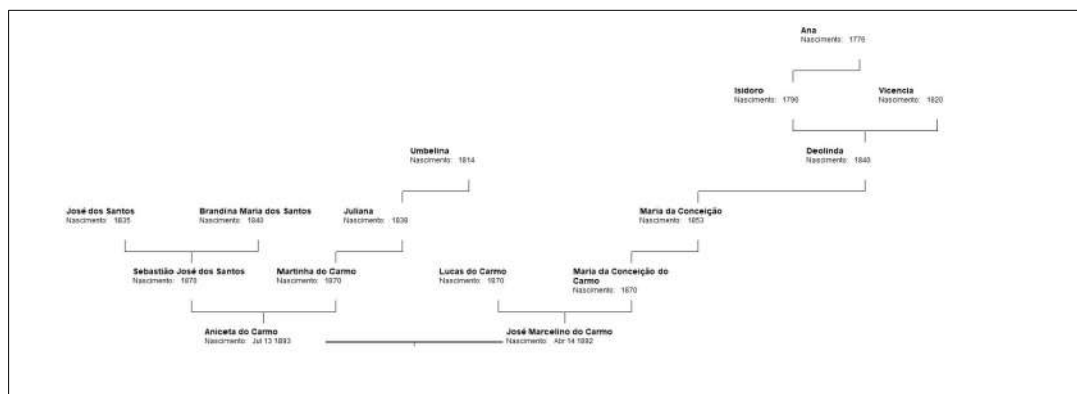 Ana
Nascimento: 1776
Isidoro
Nascimento: 1790
Vicencia
Nascimento: 1820
Umbelina
Nascimento: 1814
Deolinda
Nascimento: 1840
José dos Santos
Nascimento: 1835
Brandina Maria dos Santos
Nascimento: 1840
Juliana
Nascimento:
Maria da Conceição
Nascimento: 1853
Sebastião José dos Santos
Nascimento: 1870
Martinha do Carmo
Nascimento: 1870
Lucas do Carmo
Nascimento: 1870
Maria da Conceição do
Carmo
Nascimento: 1870
Aniceta do Carmo
Nascimento: Jul 13 1893
José Marcelino do Carmo
Nascimento: Abr 14 1892